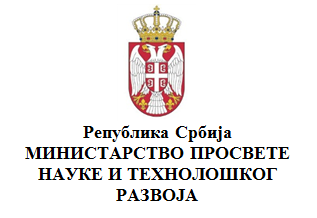 Република Србија
МИНИСТАРСТВО ПРОСВЕТЕ
НАУКЕ И ТЕХНОЛОШКОГ
РАЗВОЈА